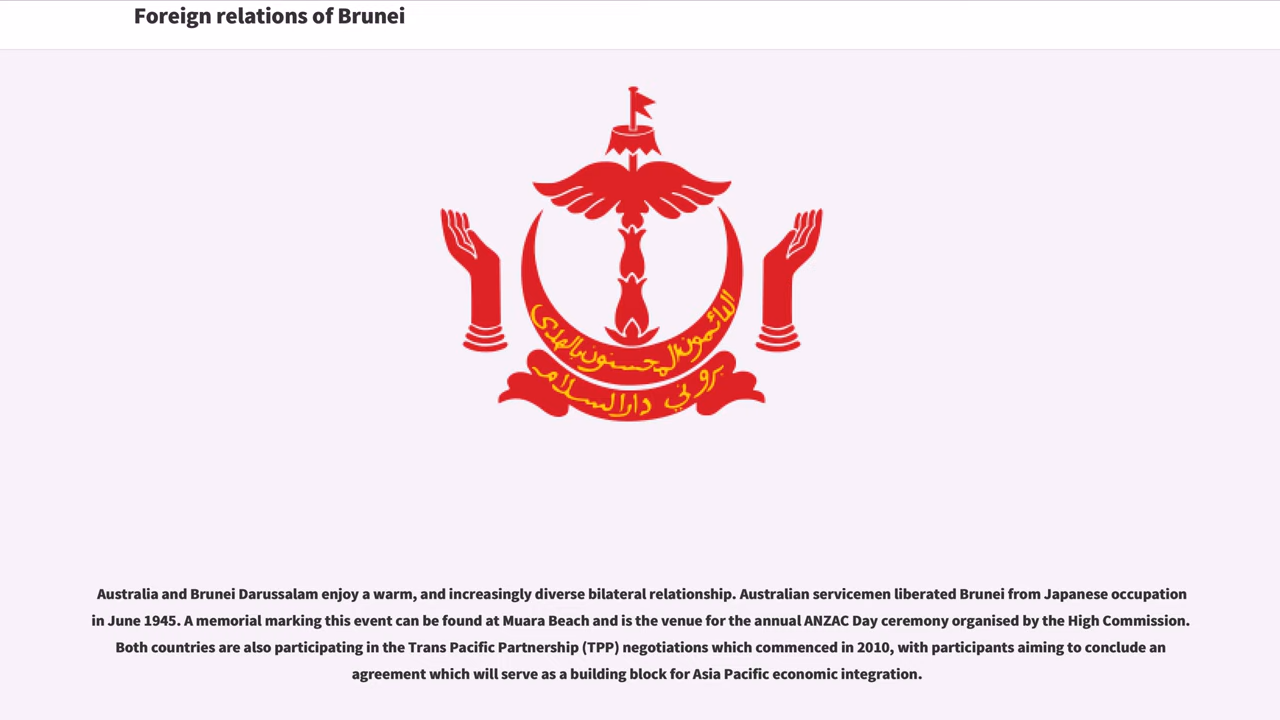 Foreign relations of Brunei
الدائمون المحسنون بالهدى
بروني دارالسلام
Australia and Brunei Darussalam enjoy a warm, and increasingly diverse bilateral relationship. Australian servicemen liberated Brunei from Japanese occupation
in June 1945. A memorial marking this event can be found at Muara Beach and is the venue for the annual ANZAC Day ceremony organised by the High Commission.
Both countries are also participating in the Trans Pacific Partnership (TPP) negotiations which commenced in 2010, with participants aiming to conclude an
agreement which will serve as a building block for Asia Pacific economic integration.